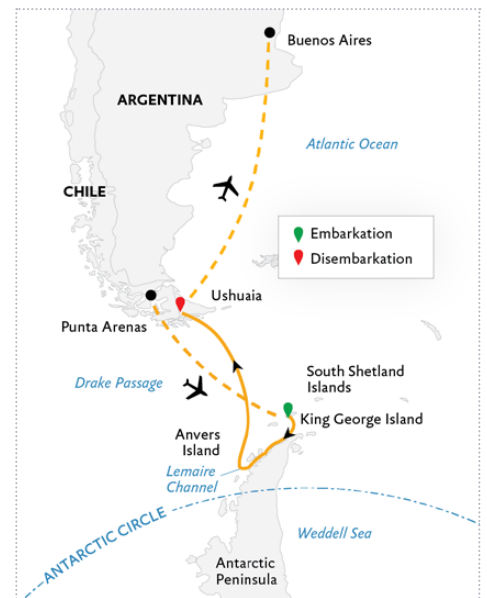 Buenos Aires
ARGENTINA
Atlantic Ocean
CHILE
Embarkation
Disembarkation
Ushuaia
Punta Arenas
South Shetland
Islands
Drake Passage
King George Island
Anvers
Island
Lemaire
Channel
ANTARCTIC CIRCLE
Weddell Sea
Antarctic
Peninsula